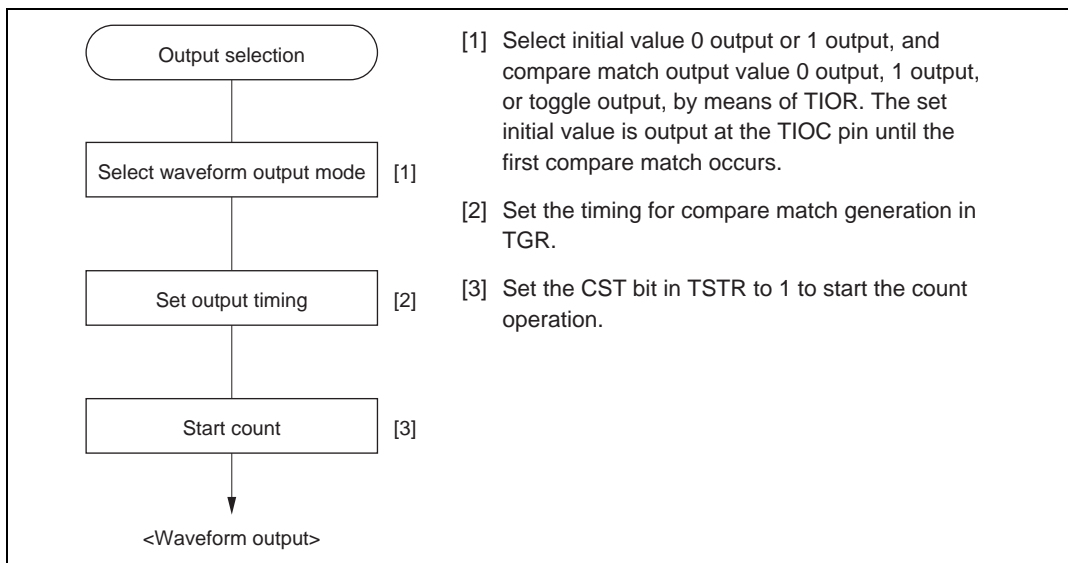 Output selection
Select waveform output mode [1]
Set output timing [2]
Start count [3]
<Waveform output>
[1] Select initial value 0 output or 1 output, and
compare match output value 0 output, 1 output,
or toggle output, by means of TIOR. The set
initial value is output at the TIOC pin until the
first compare match occurs.
[2] Set the timing for compare match generation in
TGR.
[3] Set the CST bit in TSTR to 1 to start the count
operation.